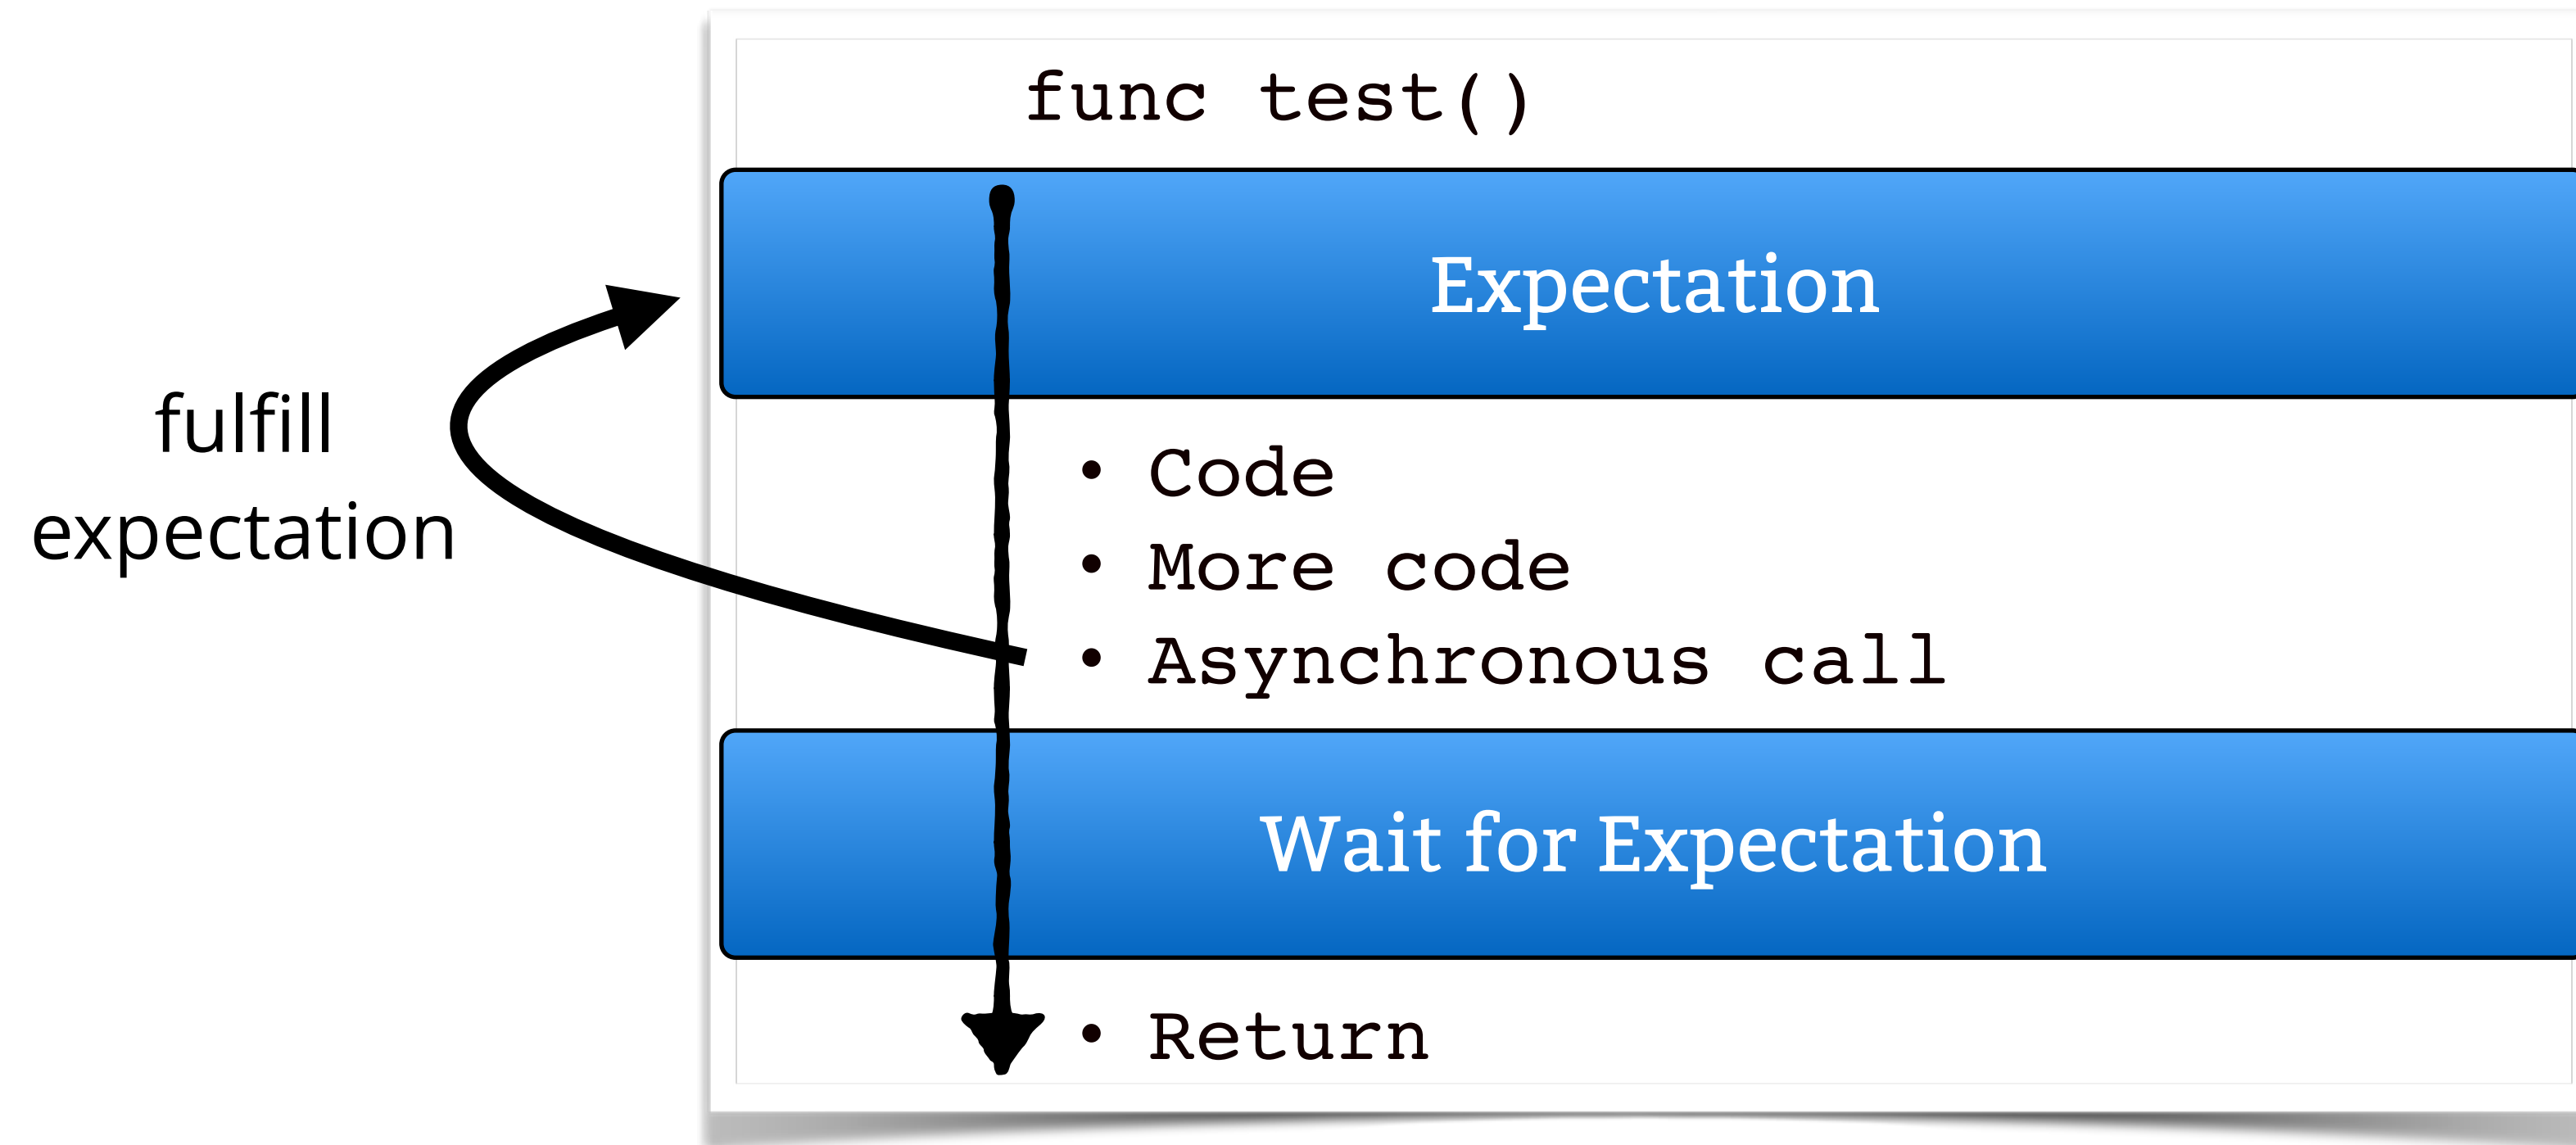 func test()
Expectation
fulfill
expectation
• Code
• More code
• Asynchronous call
Wait for Expectation
• Return